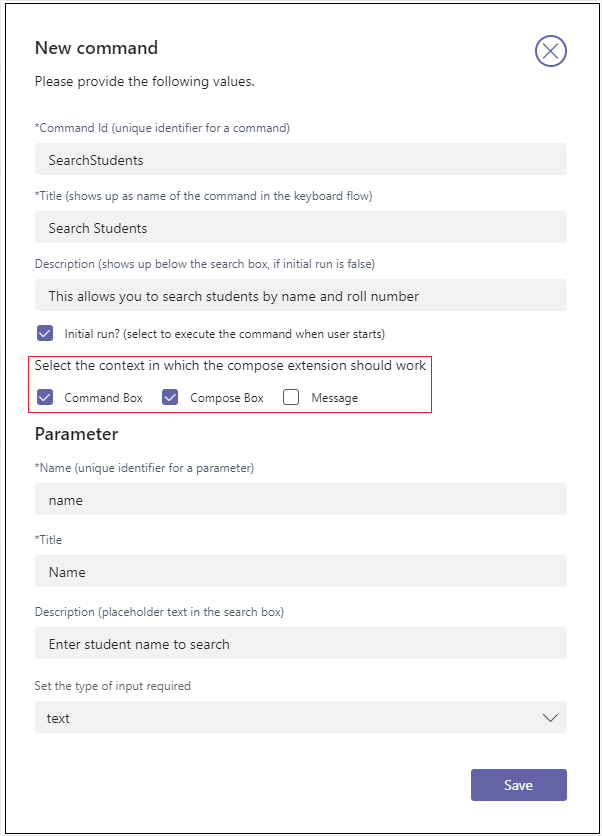 New command
Please provide the following values.
*Command Id (unique identifier for a command)
SearchStudents
*Title (shows up as name of the command in the keyboard flow)
Search Students
Description (shows up below the search box, if initial run is false)
This allows you to search students by name and roll number
Initial run? (select to execute the command when user starts)
Select the context in which the compose extension should work
Command Box Compose Box Message
Parameter
*Name (unique identifier for a parameter)
name
*Title
Name
Description (placeholder text in the search box)
Enter student name to search
Set the type of input required
text
Save